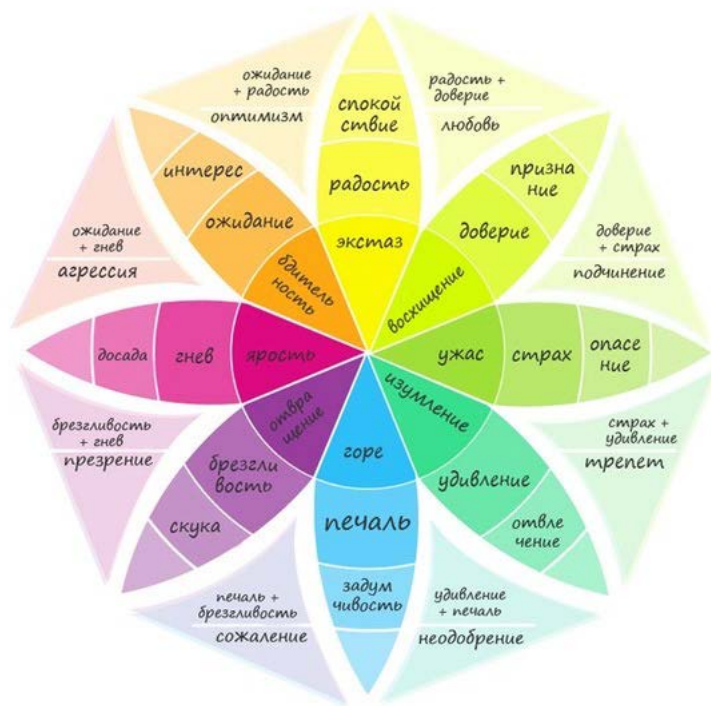 ожидание
+ радость
оптимизм
спокой
ствие
радость
экстаз
радость +
доверие
любовь
призна
ние
доверие
восхищение
доверие
+ страх
подчинение
ужас
страх
опасе
ние
страх +
удивление
трепет
изумление
удивление
отвле
чение
удивление
+ печаль
неодобрение
горе
печаль
задум
чивость
печаль +
брезгливость
сожаление
отвра
щение
брезгли
вость
скука
брезгливость
+ гнев
презрение
ярость
гнев
досада
ожидание
+ гнев
агрессия
бдитель
ность
ожидание
интерес